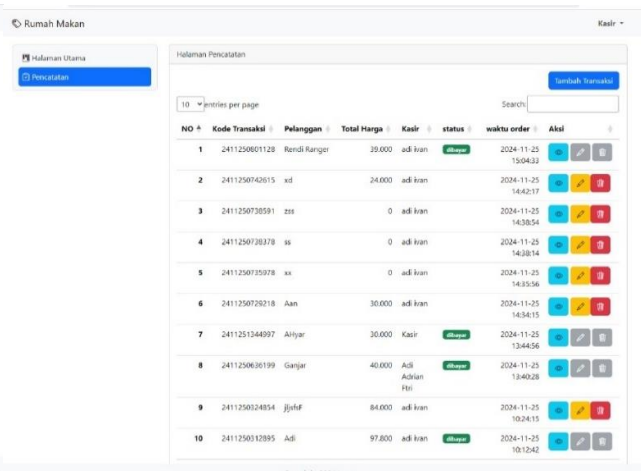 Rumah Makan
Kasir
Halaman Utama
Pencatatan
Halaman Pencatatan
Tambah Transaksi
10 entries per page
Search:
NO Kode Transaksi Pelanggan Total Harga Kasir status waktu order Aksi
1 2411250801128 Rendi Ranger 39.000 adi ivan dibayar 2024-11-25
15:04:33
2 2411250742615 xd 24.000 adi ivan 2024-11-25
14:42:17
3 2411250738591 zss 0 adi ivan 2024-11-25
14:38:54
4 2411250738378 ss 0 adi ivan 2024-11-25
14:38:14
5 2411250735978 xx 0 adi ivan 2024-11-25
14:35:56
6 2411250729218 Aan 30.000 adi ivan 2024-11-25
14:34:15
7 2411251344997 AHyar 30.000 Kasir dibayar 2024-11-25
13:44:56
8 2411250636199 Ganjar 40.000 Adi dibayar 2024-11-25
Adrian 13:40:28
Ftri
9 2411250324854 jljsfsF 84.000 adi ivan 2024-11-25
10:24:15
10 2411250312895 Adi 97.800 adi ivan dibayar 2024-11-25
10:12:42